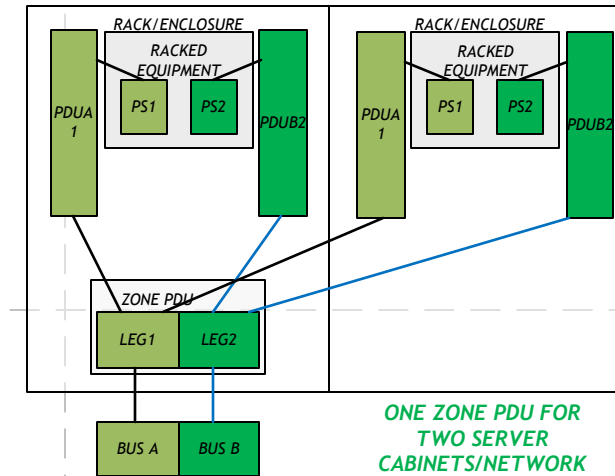 RACK/ENCLOSURE
RACKED
EQUIPMENT
PS1
PS2
PDUA
1
PDUB2
RACK/ENCLOSURE
RACKED
EQUIPMENT
PS1
PS2
PDUA
1
PDUB2
ZONE PDU
LEG1
LEG2
BUS A
BUS B
ONE ZONE PDU FOR
TWO SERVER
CABINETS/NETWORK